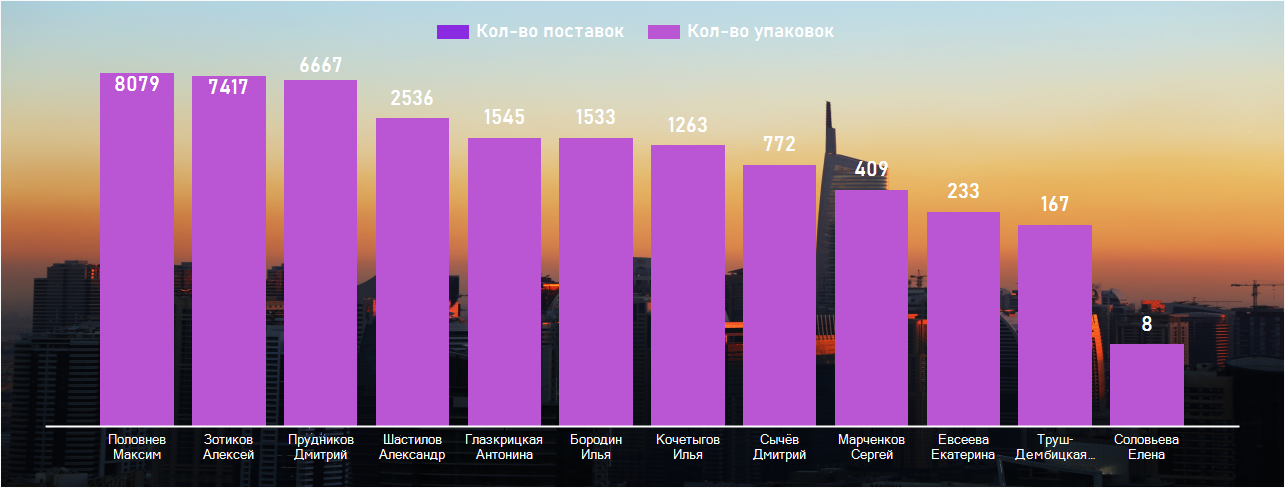 Кол-во поставок Кол-во упаковок
8079
7417
6667
2536
1545
1533
1263
772
409
233
167
8
Половнев
Максим
Зотиков
Алексей
Прудников
Дмитрий
Шастилов
Александр
Глазкрицкая
Антонина
Бородин
Илья
Кочетыгов
Илья
Сычёв
Дмитрий
Марченков
Сергей
Евсеева
Екатерина
Труш-
Дембицкая...
Соловьева
Елена